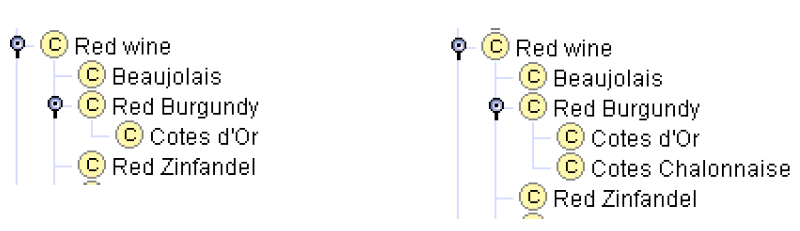 C Red wine
C Beaujolais
C Red Burgundy
C Cotes d'Or
C Red Zinfandel
C Red wine
C Beaujolais
C Red Burgundy
C Cotes d'Or
C Cotes Chalonnaise
C Red Zinfandel